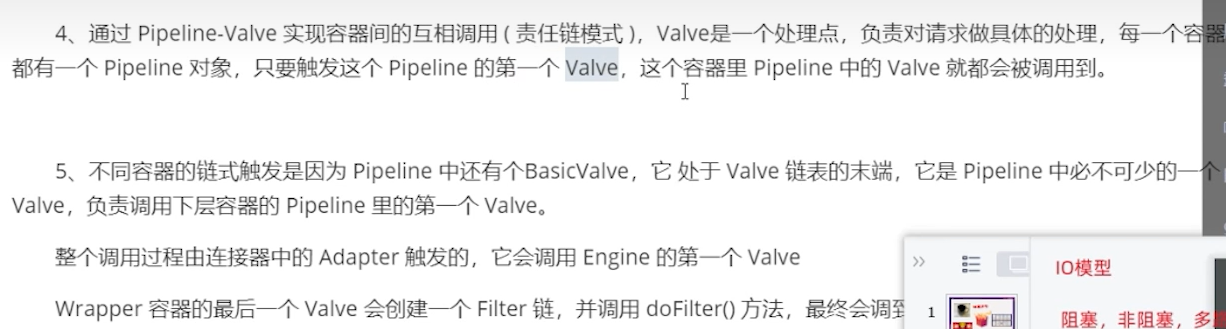 4、通过 Pipeline-Valve 实现容器间的互相调用 ( 责任链模式 )，Valve是一个处理点，负责对请求做具体的处理，每一个容器
都有一个 Pipeline 对象，只要触发这个 Pipeline 的第一个 Valve，这个容器里 Pipeline 中的 Valve 就都会被调用到。
5、不同容器的链式触发是因为 Pipeline 中还有个BasicValve，它 处于 Valve 链表的末端，它是 Pipeline 中必不可少的一个
Valve，负责调用下层容器的 Pipeline 里的第一个 Valve。
整个调用过程由连接器中的 Adapter 触发的，它会调用 Engine 的第一个 Valve
Wrapper 容器的最后一个 Valve 会创建一个 Filter 链，并调用 doFilter() 方法，最终会调到
IO模型
1
阻塞，非阻塞，多